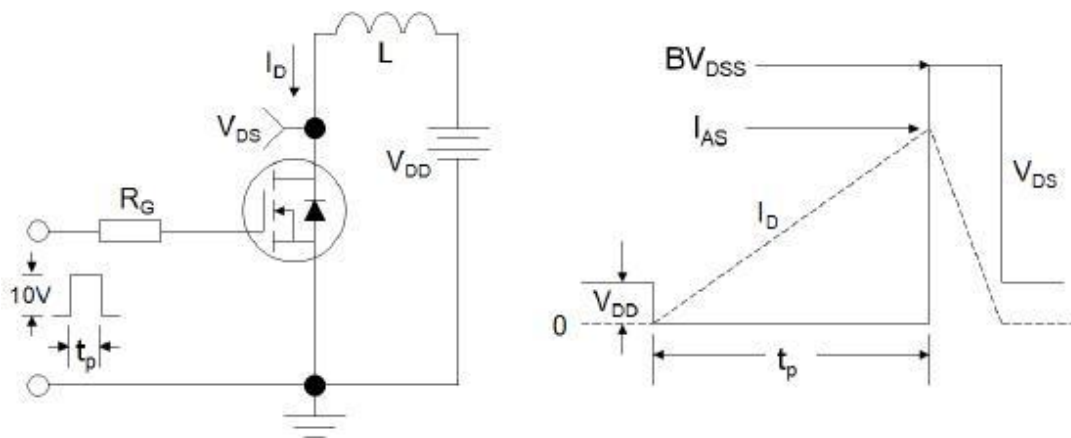 L
I_D
V_DS
V_DD
R_G
10V
t_p
BV_DSS
I_AS
V_DS
I_D
V_DD
0
t_p